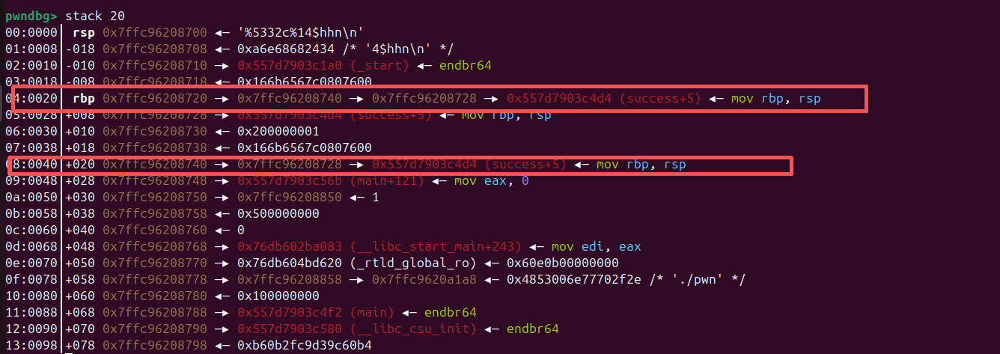 pwndbg> stack 20
00:0000│ rsp 0x7ffc96208700 ◂— '%5332c%14$hhn\n'
01:0008│-018 0x7ffc96208708 ◂— 0xa6e68682434 /* '4$hhn\n' */
02:0010│-010 0x7ffc96208710 —▸ 0x557d7903c1a0 (_start) ◂— endbr64
03:0018│-008 0x7ffc96208718 ◂— 0x166b6567c0807600
04:0020│ rbp 0x7ffc96208720 —▸ 0x7ffc96208740 —▸ 0x7ffc96208728 —▸ 0x557d7903c4d4 (success+5) ◂— mov rbp, rsp
05:0028│+008 0x7ffc96208728 —▸ 0x557d7903c4d4 (success+5) ◂— mov rbp, rsp
06:0030│+010 0x7ffc96208730 ◂— 0x200000001
07:0038│+018 0x7ffc96208738 ◂— 0x166b6567c0807600
08:0040│+020 0x7ffc96208740 —▸ 0x7ffc96208728 —▸ 0x557d7903c4d4 (success+5) ◂— mov rbp, rsp
09:0048│+028 0x7ffc96208748 —▸ 0x557d7903c56b (main+121) ◂— mov eax, 0
0a:0050│+030 0x7ffc96208750 —▸ 0x7ffc96208850 ◂— 1
0b:0058│+038 0x7ffc96208758 ◂— 0x500000000
0c:0060│+040 0x7ffc96208760 ◂— 0
0d:0068│+048 0x7ffc96208768 —▸ 0x76db602ba083 (__libc_start_main+243) ◂— mov edi, eax
0e:0070│+050 0x7ffc96208770 —▸ 0x76db604bd620 (_rtld_global_ro) ◂— 0x60e0b00000000
0f:0078│+058 0x7ffc96208778 —▸ 0x7ffc96208858 —▸ 0x7ffc9620a1a8 ◂— 0x4853006e77702f2e /* './pwn' */
10:0080│+060 0x7ffc96208780 ◂— 0x100000000
11:0088│+068 0x7ffc96208788 —▸ 0x557d7903c4f2 (main) ◂— endbr64
12:0090│+070 0x7ffc96208790 —▸ 0x557d7903c580 (__libc_csu_init) ◂— endbr64
13:0098│+078 0x7ffc96208798 ◂— 0xb60b2fc9d39c60b4